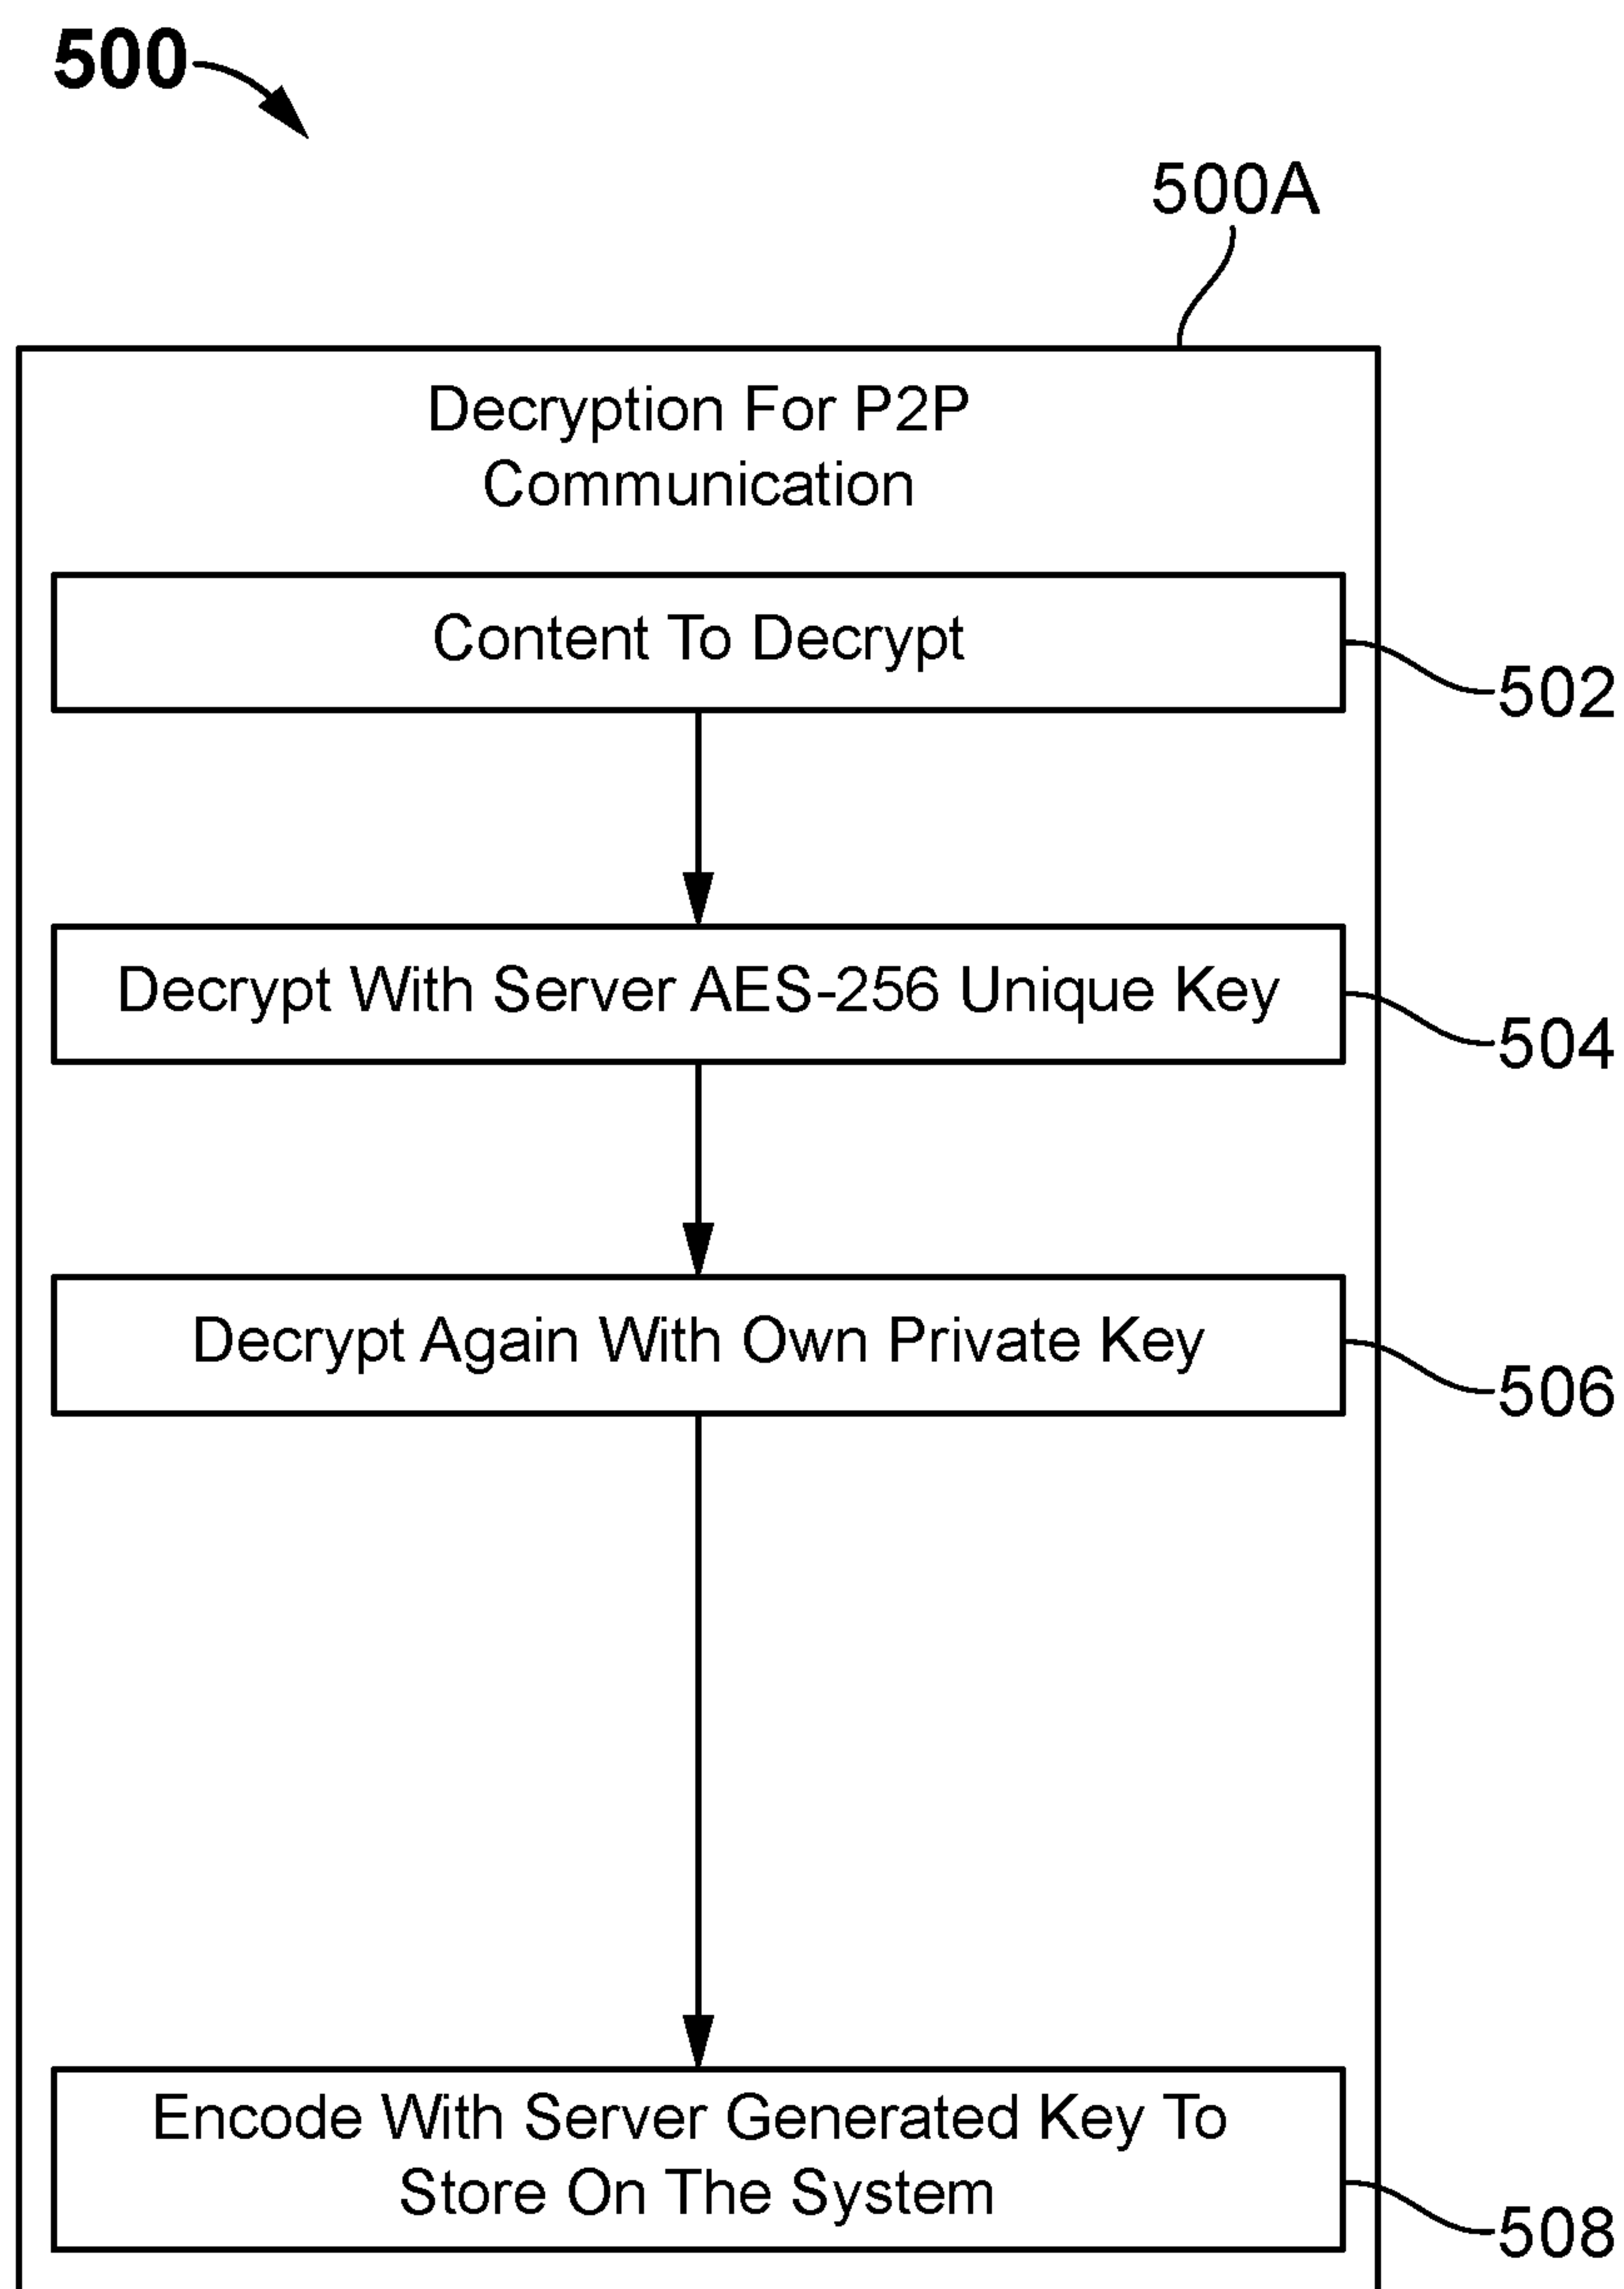 500
500A
Decryption For P2P
Communication
Content To Decrypt
502
Decrypt With Server AES-256 Unique Key
504
Decrypt Again With Own Private Key
506
Encode With Server Generated Key To
Store On The System
508